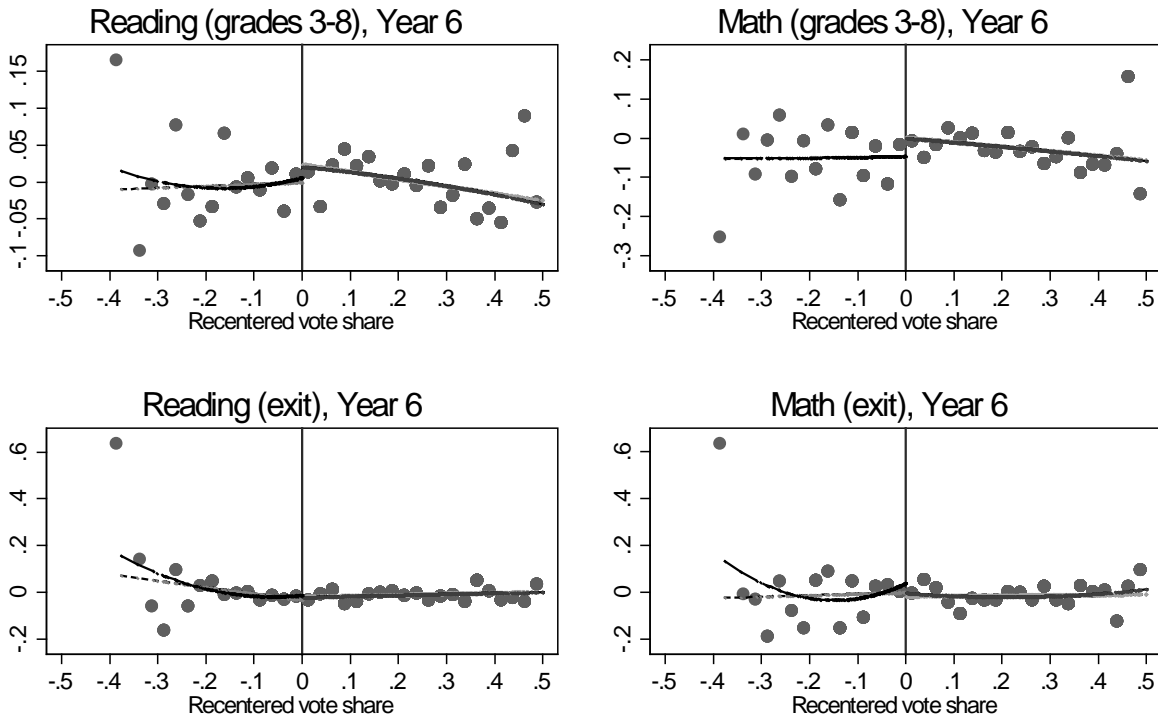 Reading (grades 3-8), Year 6
.15
.1
.05
0
-.05
-.1
-.5 -.4 -.3 -.2 -.1 0 .1 .2 .3 .4 .5
Recentered vote share
Math (grades 3-8), Year 6
.2
.1
0
-.1
-.2
-.3
-.5 -.4 -.3 -.2 -.1 0 .1 .2 .3 .4 .5
Recentered vote share
Reading (exit), Year 6
.6
.4
.2
0
-.2
-.5 -.4 -.3 -.2 -.1 0 .1 .2 .3 .4 .5
Recentered vote share
Math (exit), Year 6
.6
.4
.2
0
-.2
-.5 -.4 -.3 -.2 -.1 0 .1 .2 .3 .4 .5
Recentered vote share